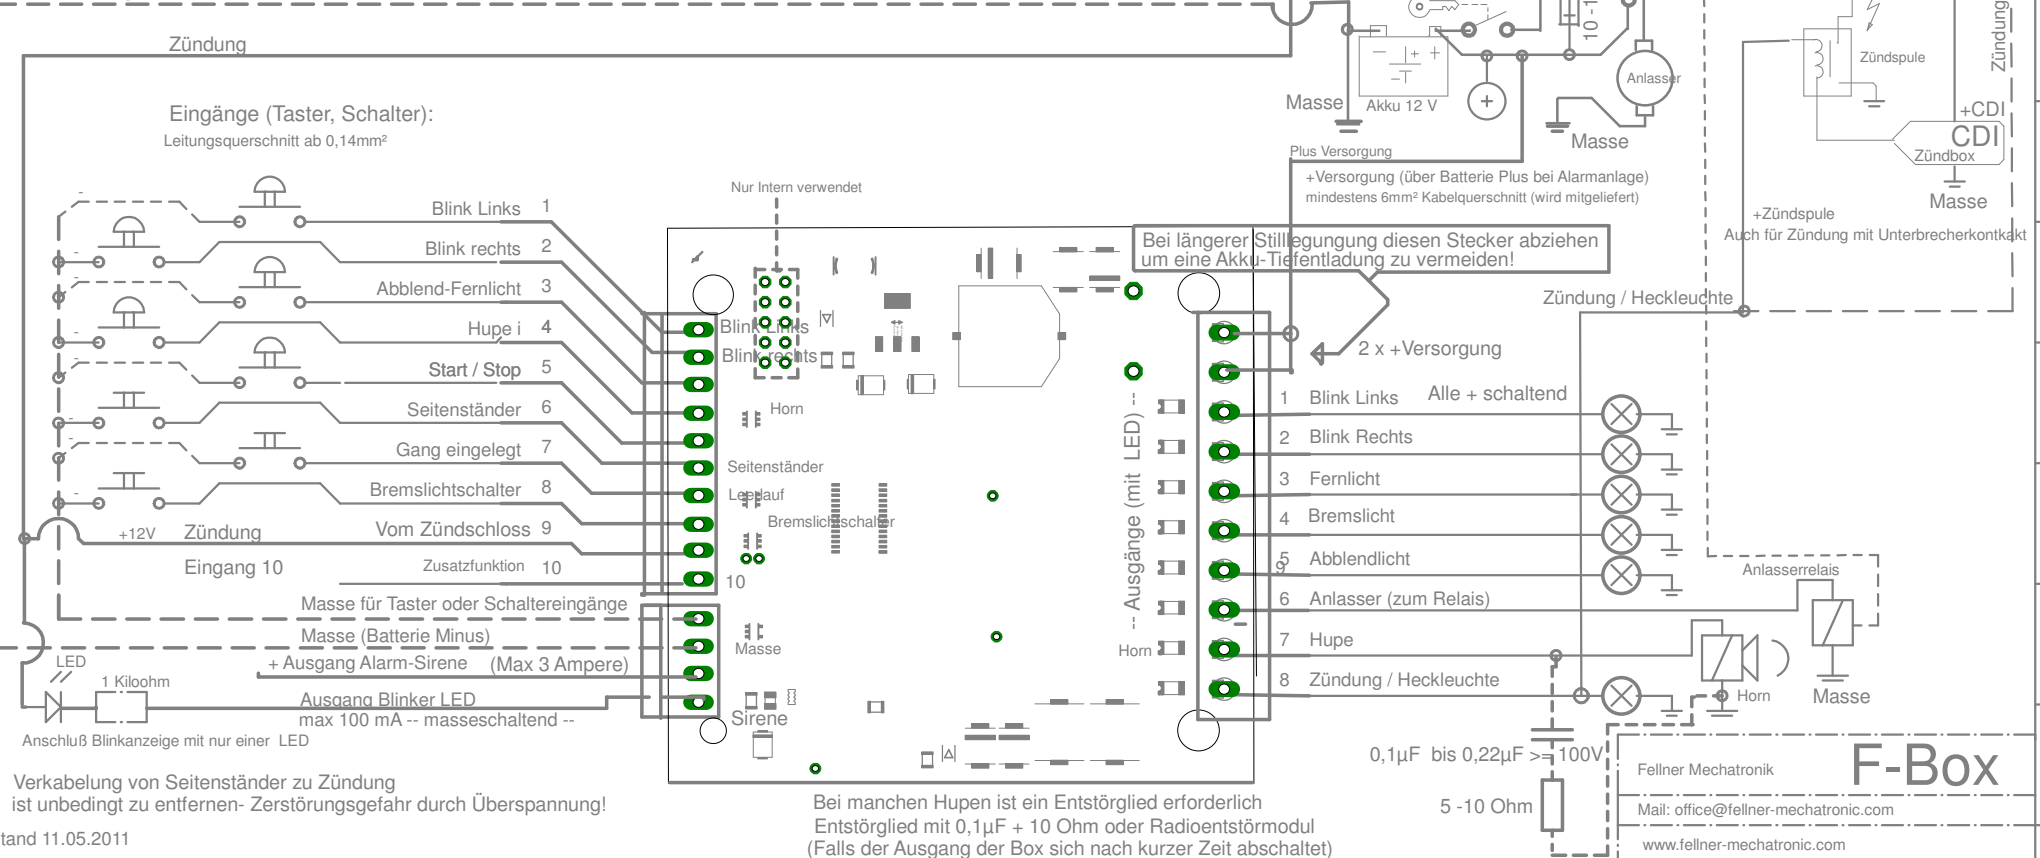 Zündung
10 -1
Zündung
Zündspule
Anlasser
Masse
Akku 12 V
Masse
+CDI
CDI
Zündbox
Masse
Eingänge (Taster, Schalter):
Leitungsquerschnitt ab 0,14mm²
Plus Versorgung
+Versorgung (über Batterie Plus bei Alarmanlage)
mindestens 6mm² Kabelquerschnitt (wird mitgeliefert)
+Zündspule
Auch für Zündung mit Unterbrecherkontkakt
Nur Intern verwendet
Bei längerer Stilllegungung diesen Stecker abziehen
um eine Akku-Tiefentladung zu vermeiden!
Zündung / Heckleuchte
Blink Links 1
Blink rechts 2
Abblend-Fernlicht 3
Hupe i 4
Start / Stop 5
Seitenständer 6
Gang eingelegt 7
Bremslichtschalter 8
+12V Zündung Vom Zündschloss 9
Eingang 10 Zusatzfunktion 10
Masse für Taster oder Schaltereingänge
Masse (Batterie Minus)
+ Ausgang Alarm-Sirene (Max 3 Ampere)
Ausgang Blinker LED
max 100 mA -- masseschaltend --
LED
1 Kiloohm
Anschluß Blinkanzeige mit nur einer LED
Blink Links
Blink rechts
Horn
Seitenständer
Leerlauf
Bremslichtschalter
10
Masse
Sirene
-- Ausgänge (mit LED) --
Horn
2 x +Versorgung
Alle + schaltend
1 Blink Links
2 Blink Rechts
3 Fernlicht
4 Bremslicht
5 Abblendlicht
9
6 Anlasser (zum Relais)
7 Hupe
8 Zündung / Heckleuchte
Anlasserrelais
Horn
Masse
0,1µF bis 0,22µF >= 100V
5 -10 Ohm
Verkabelung von Seitenständer zu Zündung
ist unbedingt zu entfernen- Zerstörungsgefahr durch Überspannung!
tand 11.05.2011
Bei manchen Hupen ist ein Entstörglied erforderlich
Entstörglied mit 0,1µF + 10 Ohm oder Radioentstörmodul
(Falls der Ausgang der Box sich nach kurzer Zeit abschaltet)
Fellner Mechatronik
F-Box
Mail: office@fellner-mechatronic.com
www.fellner-mechatronic.com